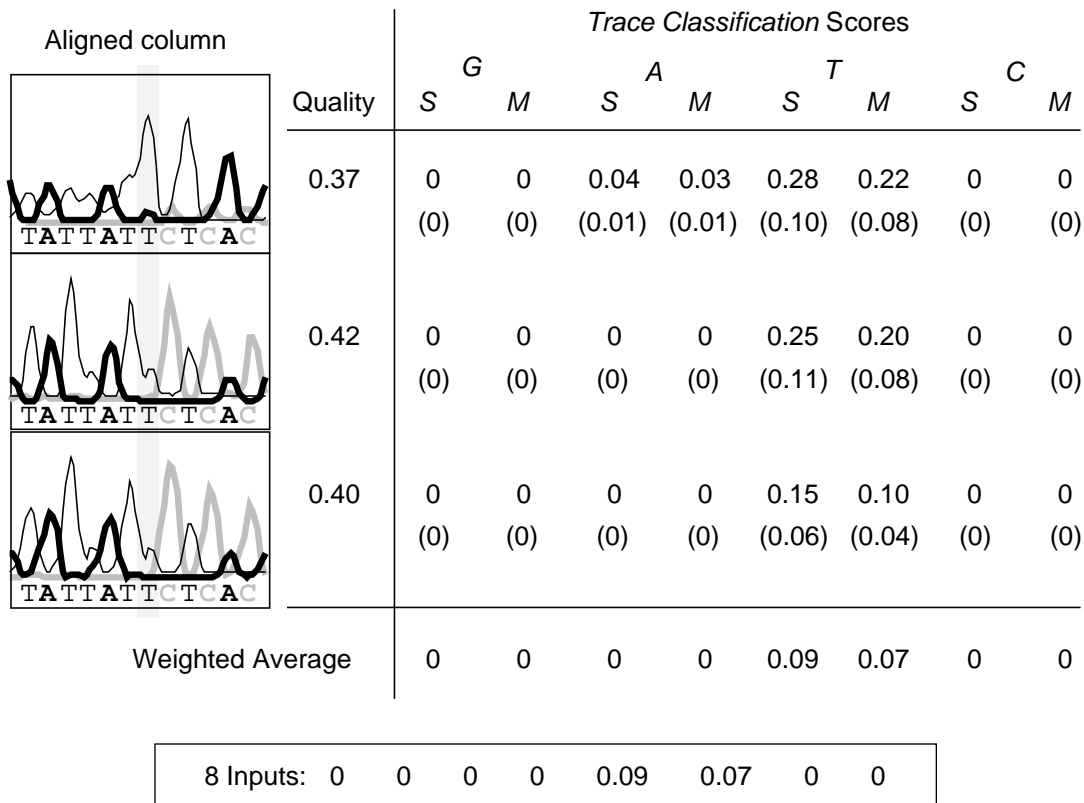 Trace Classification Scores
Aligned column
G A T C
Quality S M S M S M S M
0.37 0 0 0.04 0.03 0.28 0.22 0 0
(0) (0) (0.01) (0.01) (0.10) (0.08) (0) (0)
TATTATTCTCAC
0.42 0 0 0 0 0.25 0.20 0 0
(0) (0) (0) (0) (0.11) (0.08) (0) (0)
TATTATTCTCAC
0.40 0 0 0 0 0.15 0.10 0 0
(0) (0) (0) (0) (0.06) (0.04) (0) (0)
TATTATTCTCAC
Weighted Average 0 0 0 0 0.09 0.07 0 0
8 Inputs: 0 0 0 0 0.09 0.07 0 0